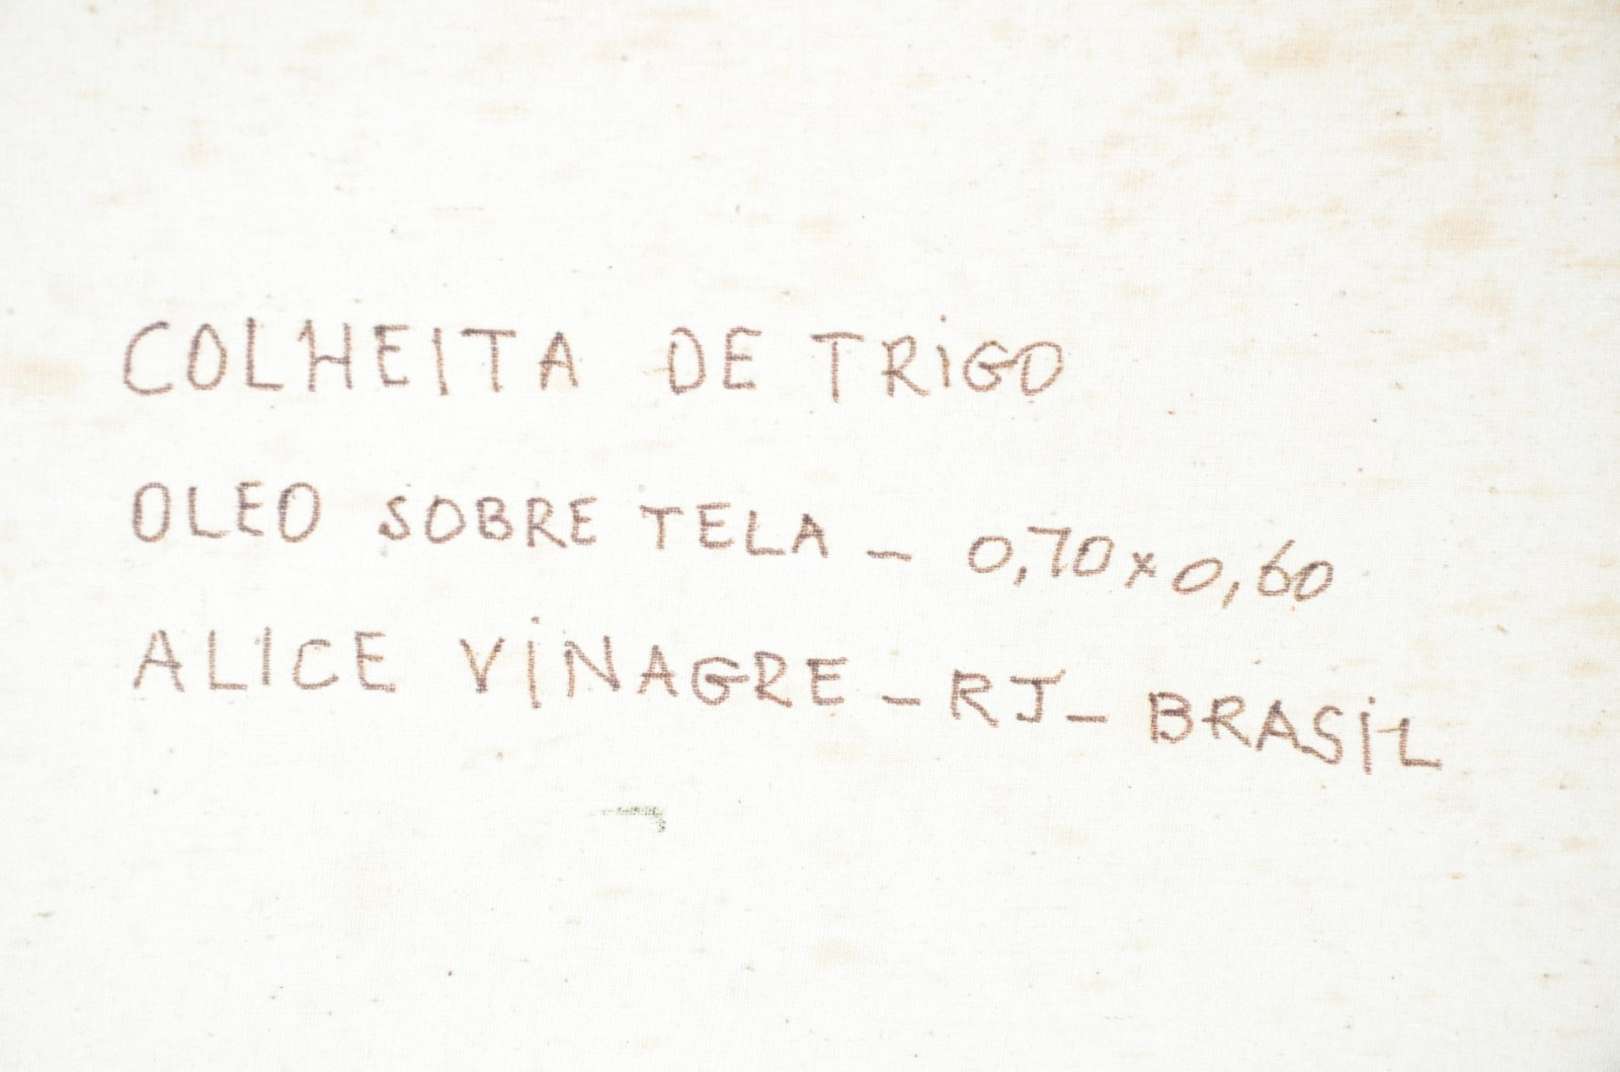 COLHEITA DE TRIGO
OLEO SOBRE TELA - 0,70 x 0,60
ALICE VINAGRE - RJ - BRASIL